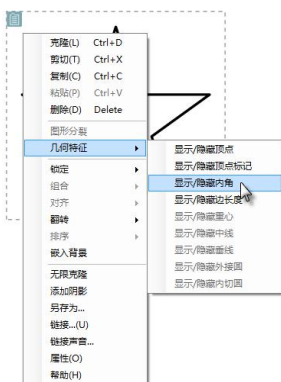 克隆(L) Ctrl+D
剪切(T) Ctrl+X
复制(C) Ctrl+C
粘贴(P) Ctrl+V
删除(D) Delete
图形分裂
几何特征
锁定
组合
对齐
翻转
排序
嵌入背景
无限克隆
添加阴影
另存为...
链接...(U)
链接声音...
属性(O)
帮助(H)
显示/隐藏顶点
显示/隐藏顶点标记
显示/隐藏内角
显示/隐藏边长度
显示/隐藏重心
显示/隐藏中线
显示/隐藏垂线
显示/隐藏外接圆
显示/隐藏内切圆